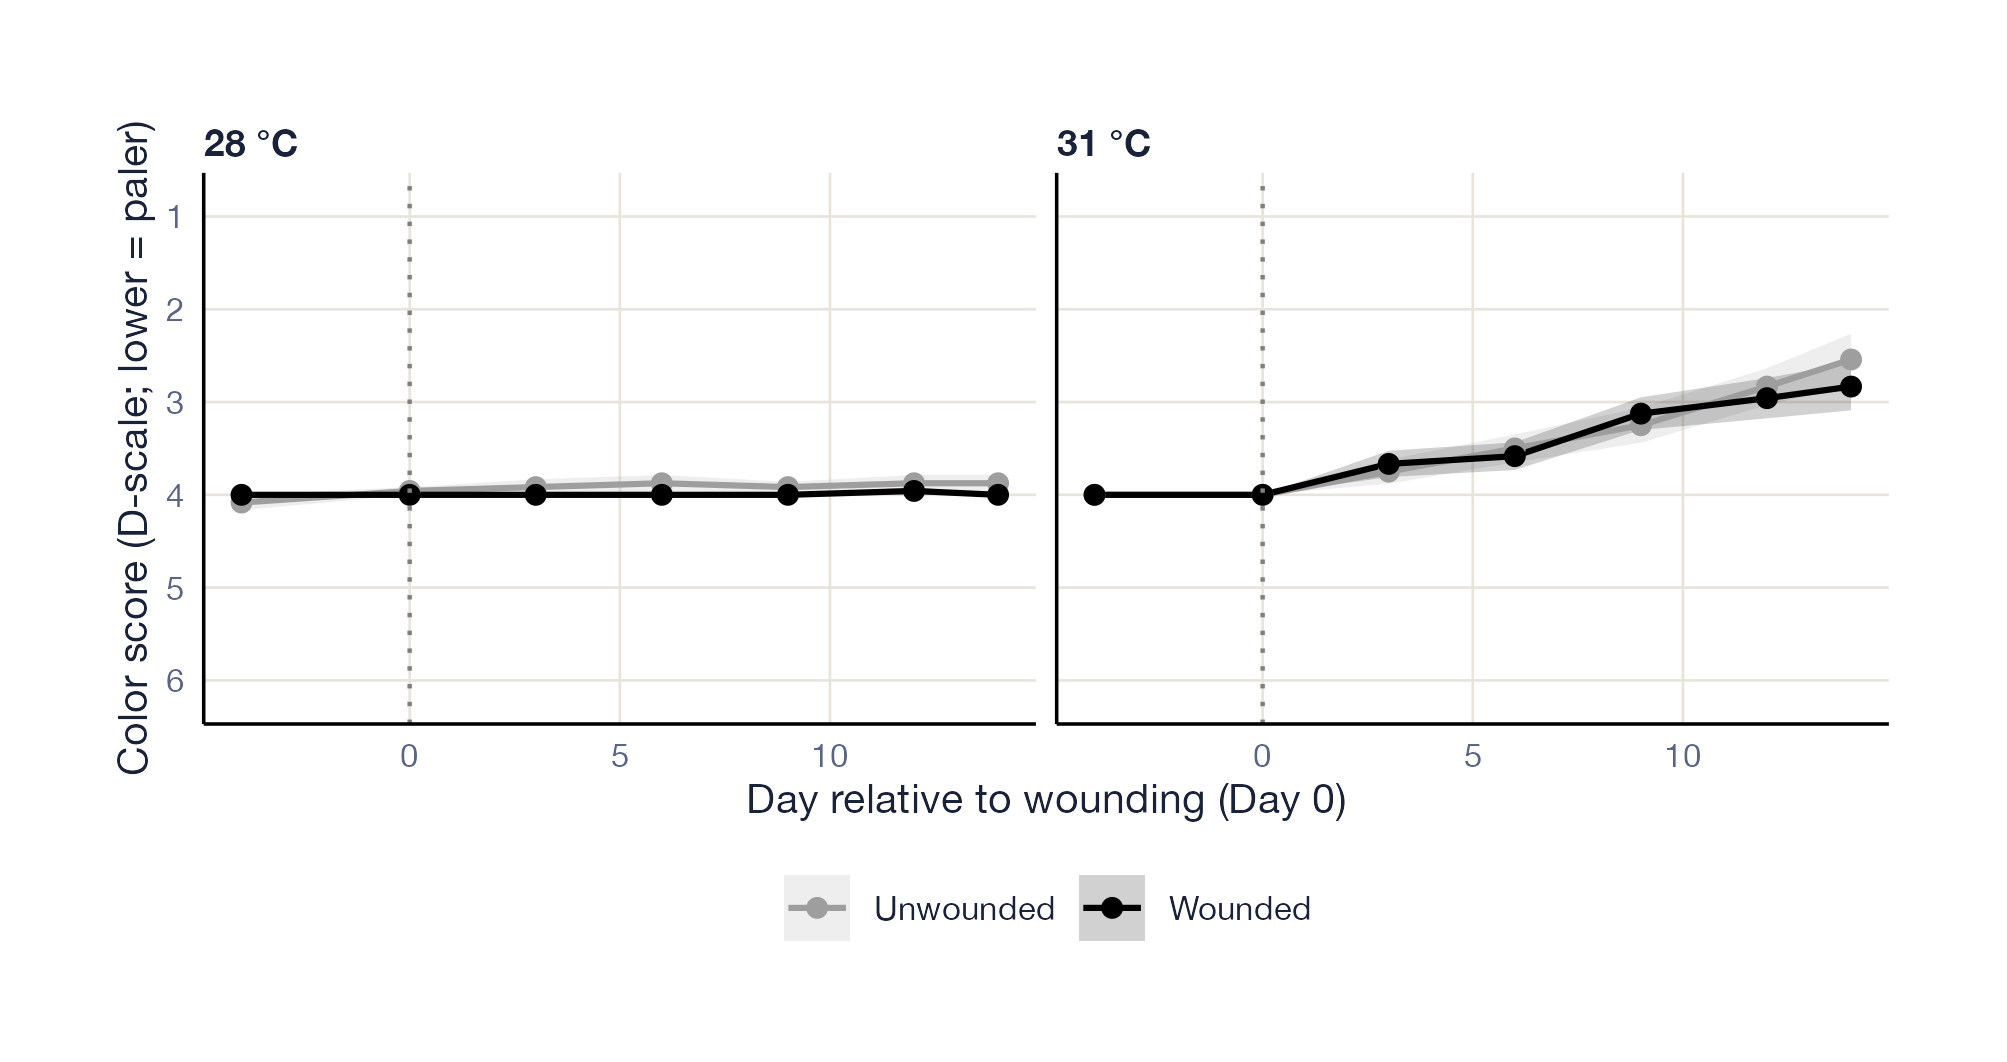 28 °C
31 °C
Color score (D-scale; lower = paler)
1
2
3
4
5
6
0 5 10
0 5 10
Day relative to wounding (Day 0)
Unwounded Wounded